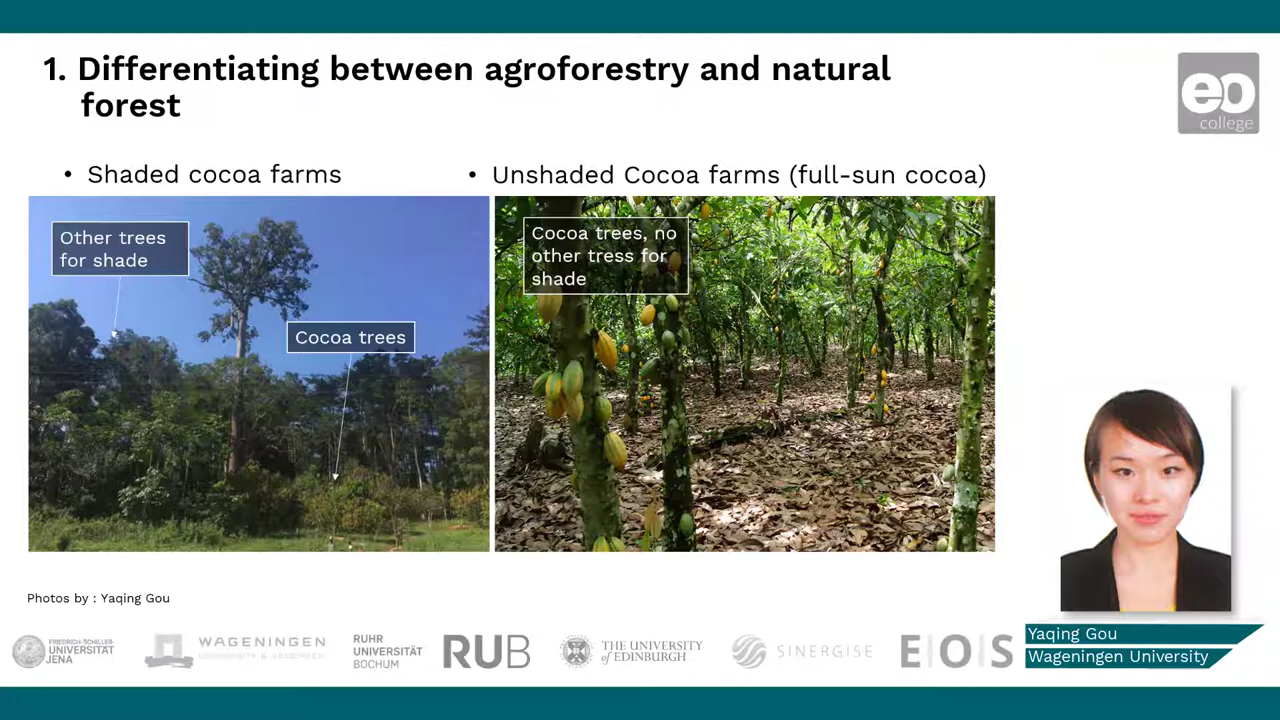 1. Differentiating between agroforestry and natural
forest
eo
college
• Shaded cocoa farms
• Unshaded Cocoa farms (full-sun cocoa)
Other trees
for shade
Cocoa trees
Cocoa trees, no
other tress for
shade
Photos by : Yaqing Gou
FRIEDRICH-SCHILLER-
UNIVERSITÄT
JENA
WAGENINGEN
UNIVERSITY & RESEARCH
RUHR
UNIVERSITÄT
BOCHUM
RUB
THE UNIVERSITY
of EDINBURGH
SINERGISE
E|O|S
Yaqing Gou
Wageningen University